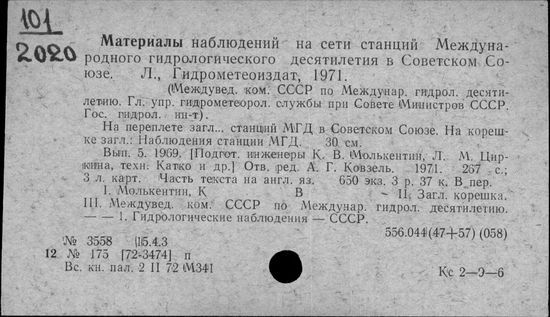 101
2020
Материалы наблюдений на сети станций Междуна-
родного гидрологического десятилетия в Советском Со-
юзе. Л., Гидрометеоиздат, 1971.
(Междувед. ком. СССР по Междунар. гидрол. десяти-
летию. Гл. упр. гидрометеорол. службы при Совете Министров СССР.
Гос. гидрол. ин-т).
На переплете загл.., станций МГД в Советском Союзе. На кореш-
ке загл.: Наблюдения станции МГД. 30 см.
Вып. 5. 1969. [Подгот. инженеры К. В. Молькентин, Л. М. Цир-
кина, техн. Катко и др.] Отв. ред. А. Г. Ковзель. 1971. 267 с.;
3 л. карт. Часть текста на англ. яз. 650 экз. 3 р. 37 к. В пер.
I. Молькентин, К В - II. Загл. корешка.
III. Междувед. ком. СССР по Междунар. гидрол. десятилетию.
— — 1. Гидрологические наблюдения — СССР.
556.044(47+57) (058)
№ 3558 15.4.3
12 № 175 [72-3474] п
Вс. кн. пал. 2 II 72 М341
Кс 2—9—6